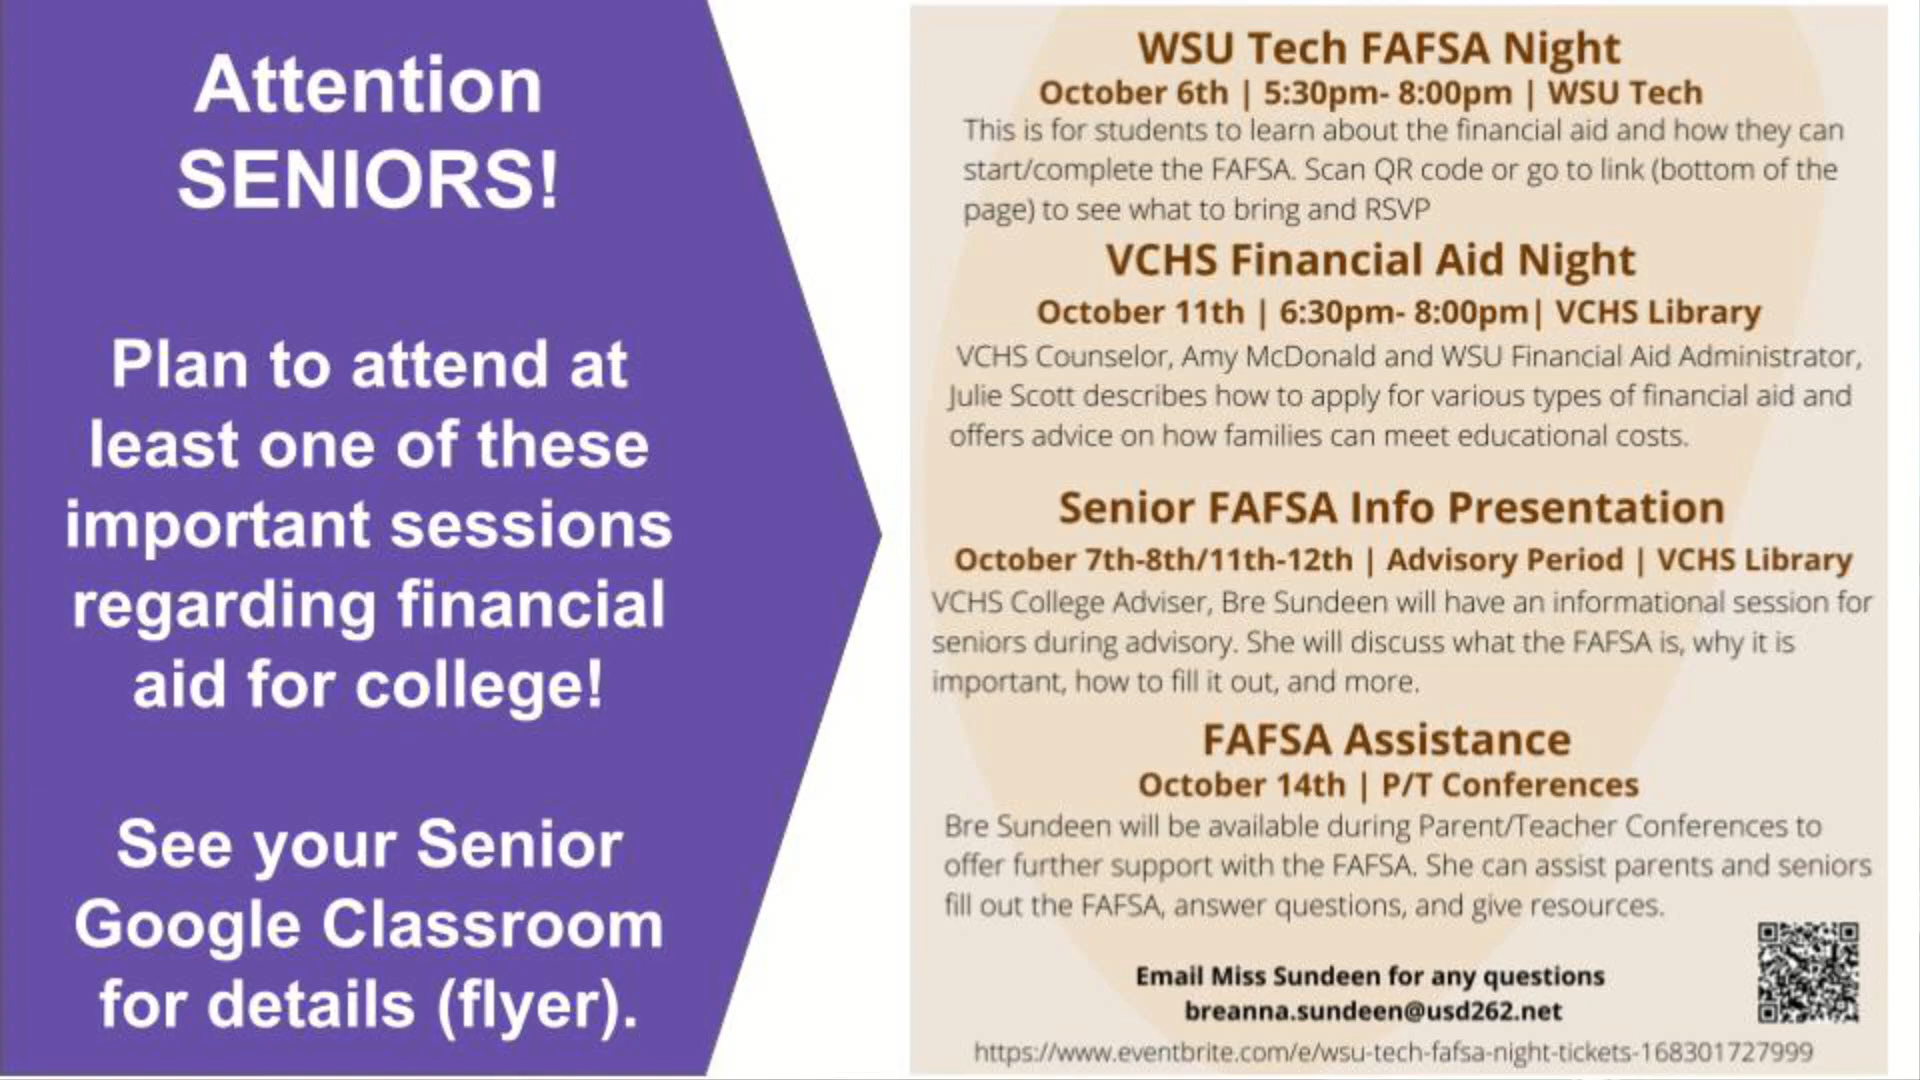 Attention
SENIORS!
Plan to attend at
least one of these
important sessions
regarding financial
aid for college!
See your Senior
Google Classroom
for details (flyer).
WSU Tech FAFSA Night
October 6th | 5:30pm- 8:00pm | WSU Tech
This is for students to learn about the financial aid and how they can
start/complete the FAFSA. Scan QR code or go to link (bottom of the
page) to see what to bring and RSVP
VCHS Financial Aid Night
October 11th | 6:30pm- 8:00pm| VCHS Library
VCHS Counselor, Amy McDonald and WSU Financial Aid Administrator,
Julie Scott describes how to apply for various types of financial aid and
offers advice on how families can meet educational costs.
Senior FAFSA Info Presentation
October 7th-8th/11th-12th | Advisory Period | VCHS Library
VCHS College Adviser, Bre Sundeen will have an informational session for
seniors during advisory. She will discuss what the FAFSA is, why it is
important, how to fill it out, and more.
FAFSA Assistance
October 14th | P/T Conferences
Bre Sundeen will be available during Parent/Teacher Conferences to
offer further support with the FAFSA. She can assist parents and seniors
fill out the FAFSA, answer questions, and give resources.
Email Miss Sundeen for any questions
breanna.sundeen@usd262.net
https://www.eventbrite.com/e/wsu-tech-fafsa-night-tickets-168301727999